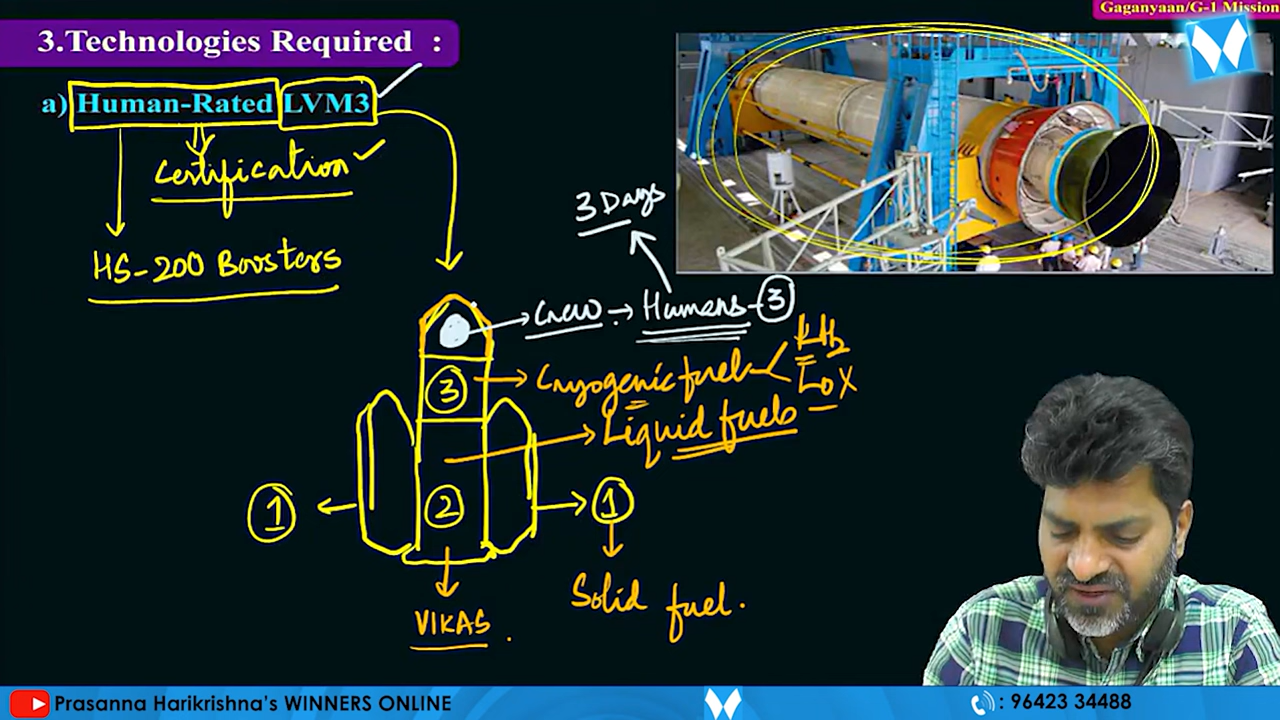 Gaganyaan/G-1 Mission
3.Technologies Required :
a) Human-Rated LVM3
Certification
HS-200 Boosters
3 Days
Crew → Humans - 3
3 → Cryogenic fuel
LOX
Liquid fuels
1
2
1
Solid fuel.
VIKAS
Prasanna Harikrishna's WINNERS ONLINE
: 96423 34488